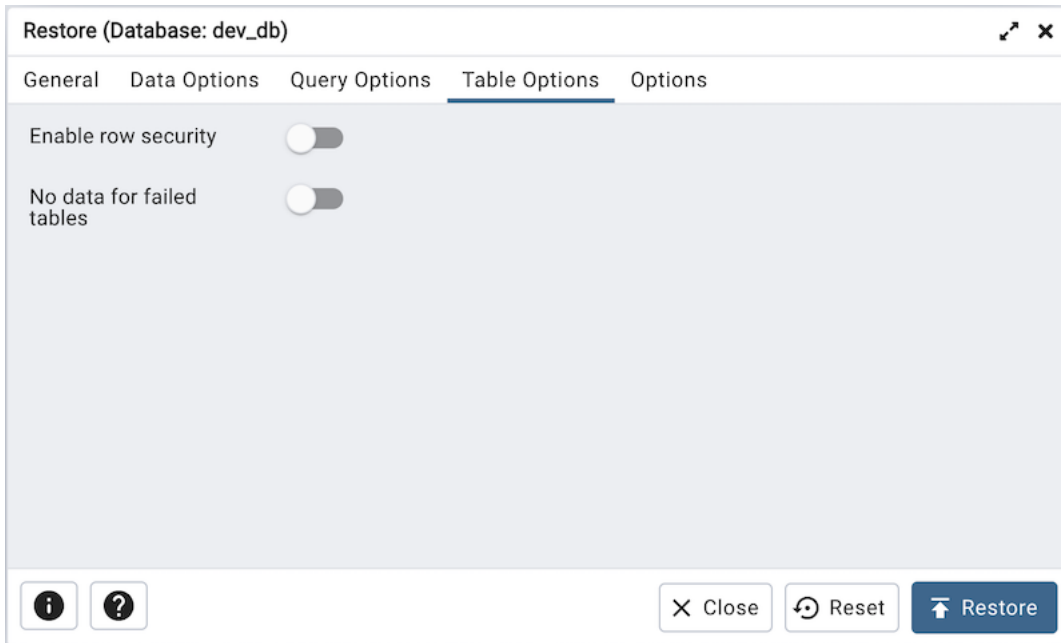 Restore (Database: dev_db)
General Data Options Query Options Table Options Options
Enable row security
No data for failed
tables
Close Reset Restore